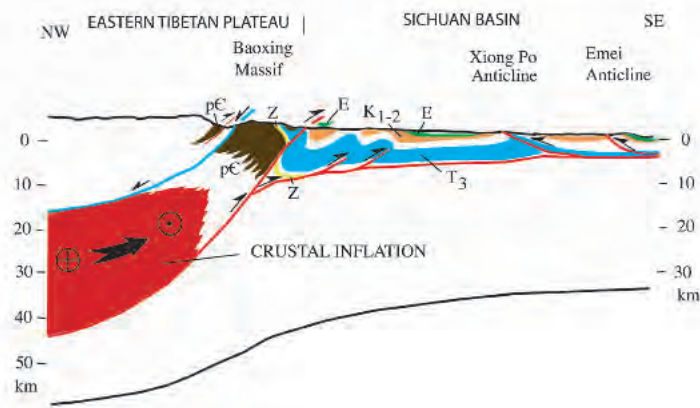 NW
EASTERN TIBETAN PLATEAU
SICHUAN BASIN
SE
Baoxing
Massif
Xiong Po
Anticline
Emei
Anticline
pЄ
Z
E
K1-2
E
0
0
pЄ
10
Z
T3
10
20
20
CRUSTAL INFLATION
30
30
km
40
50
km